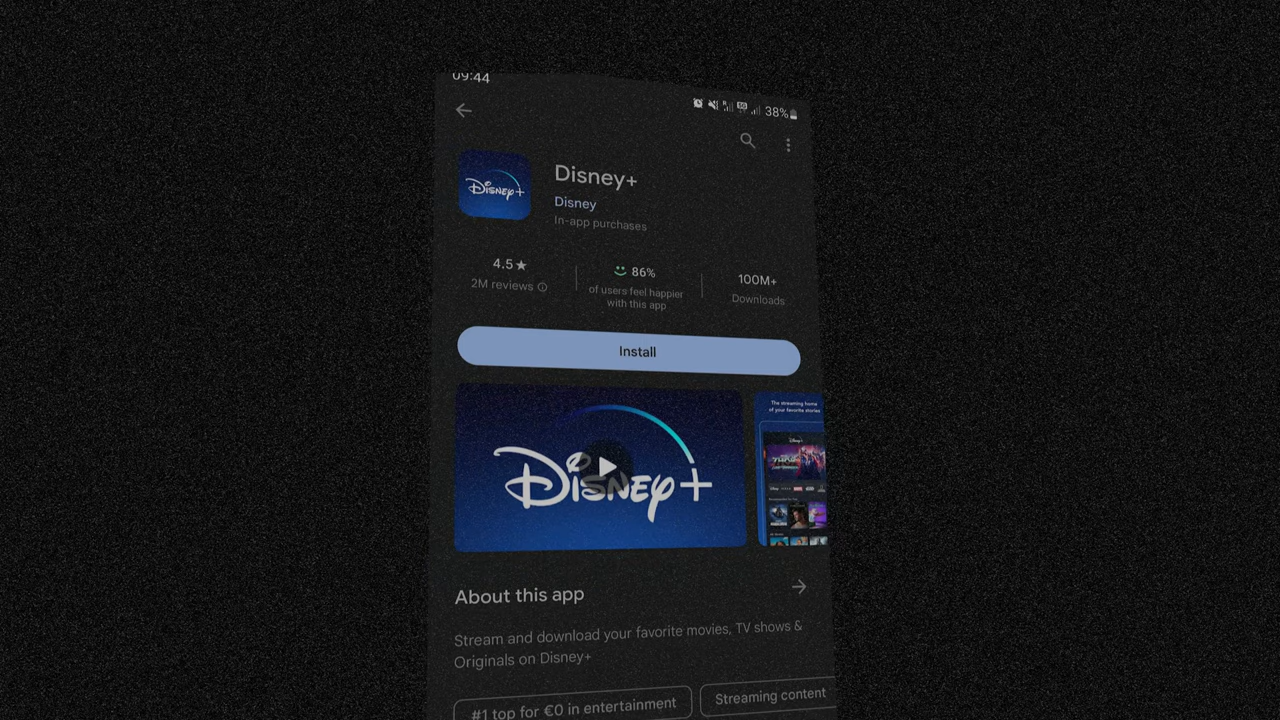 09:44
38%
Disney+
Disney+
Disney
In-app purchases
4.5★
2M reviews
86%
of users feel happier
with this app
100M+
Downloads
Install
Disney+
The streaming home
of your favorite stories
Disney+
About this app
Stream and download your favorite movies, TV shows &
Originals on Disney+
#1 top for €0 in entertainment
Streaming content